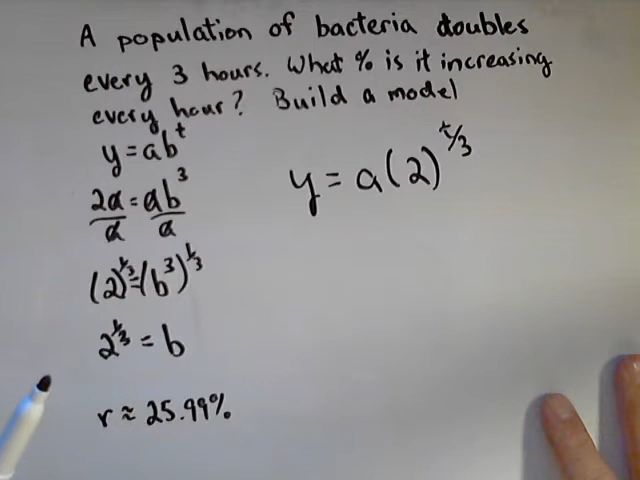 A population of bacteria doubles
every 3 hours. What % is it increasing
every hour? Build a model
y = ab^t
y = a(2)^{t/3}
2a/a = ab^3/a
(2)^{1/3} = (b^3)^{1/3}
2^{1/3} = b
r ≈ 25.99%